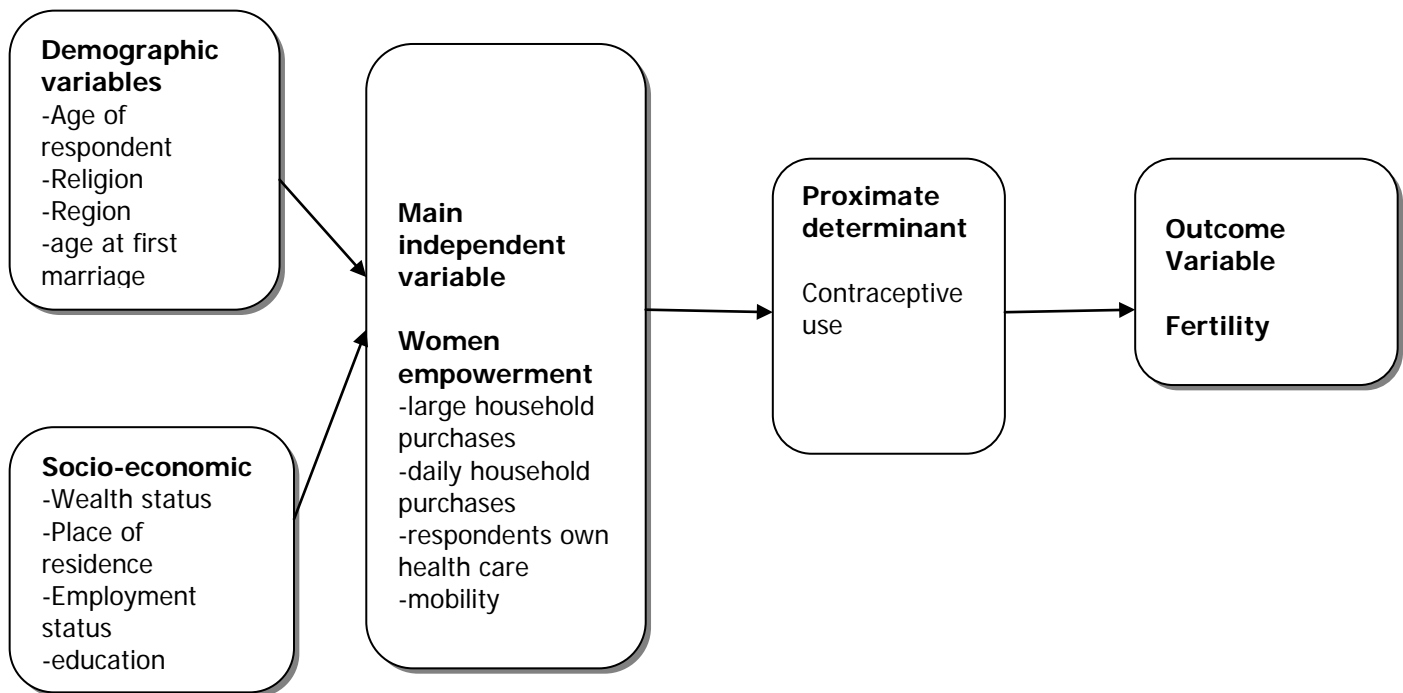 Demographic
variables
-Age of
respondent
-Religion
-Region
-age at first
marriage
Socio-economic
-Wealth status
-Place of
residence
-Employment
status
-education
Main
independent
variable
Women
empowerment
-large household
purchases
-daily household
purchases
-respondents own
health care
-mobility
Proximate
determinant
Contraceptive
use
Outcome
Variable
Fertility